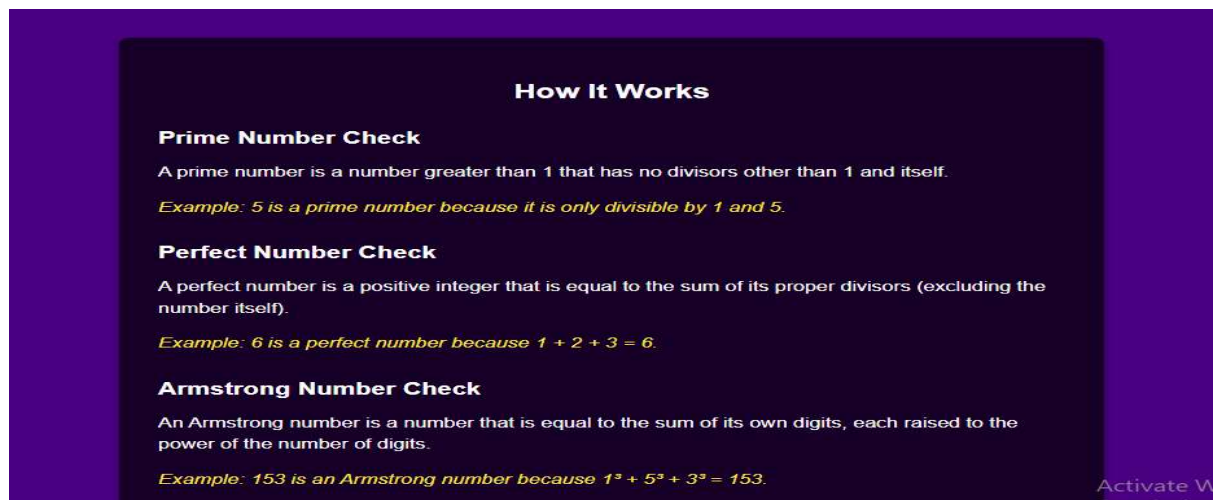 How It Works
Prime Number Check
A prime number is a number greater than 1 that has no divisors other than 1 and itself.
Example: 5 is a prime number because it is only divisible by 1 and 5.
Perfect Number Check
A perfect number is a positive integer that is equal to the sum of its proper divisors (excluding the
number itself).
Example: 6 is a perfect number because 1 + 2 + 3 = 6.
Armstrong Number Check
An Armstrong number is a number that is equal to the sum of its own digits, each raised to the
power of the number of digits.
Example: 153 is an Armstrong number because 1³ + 5³ + 3³ = 153.
Activate W